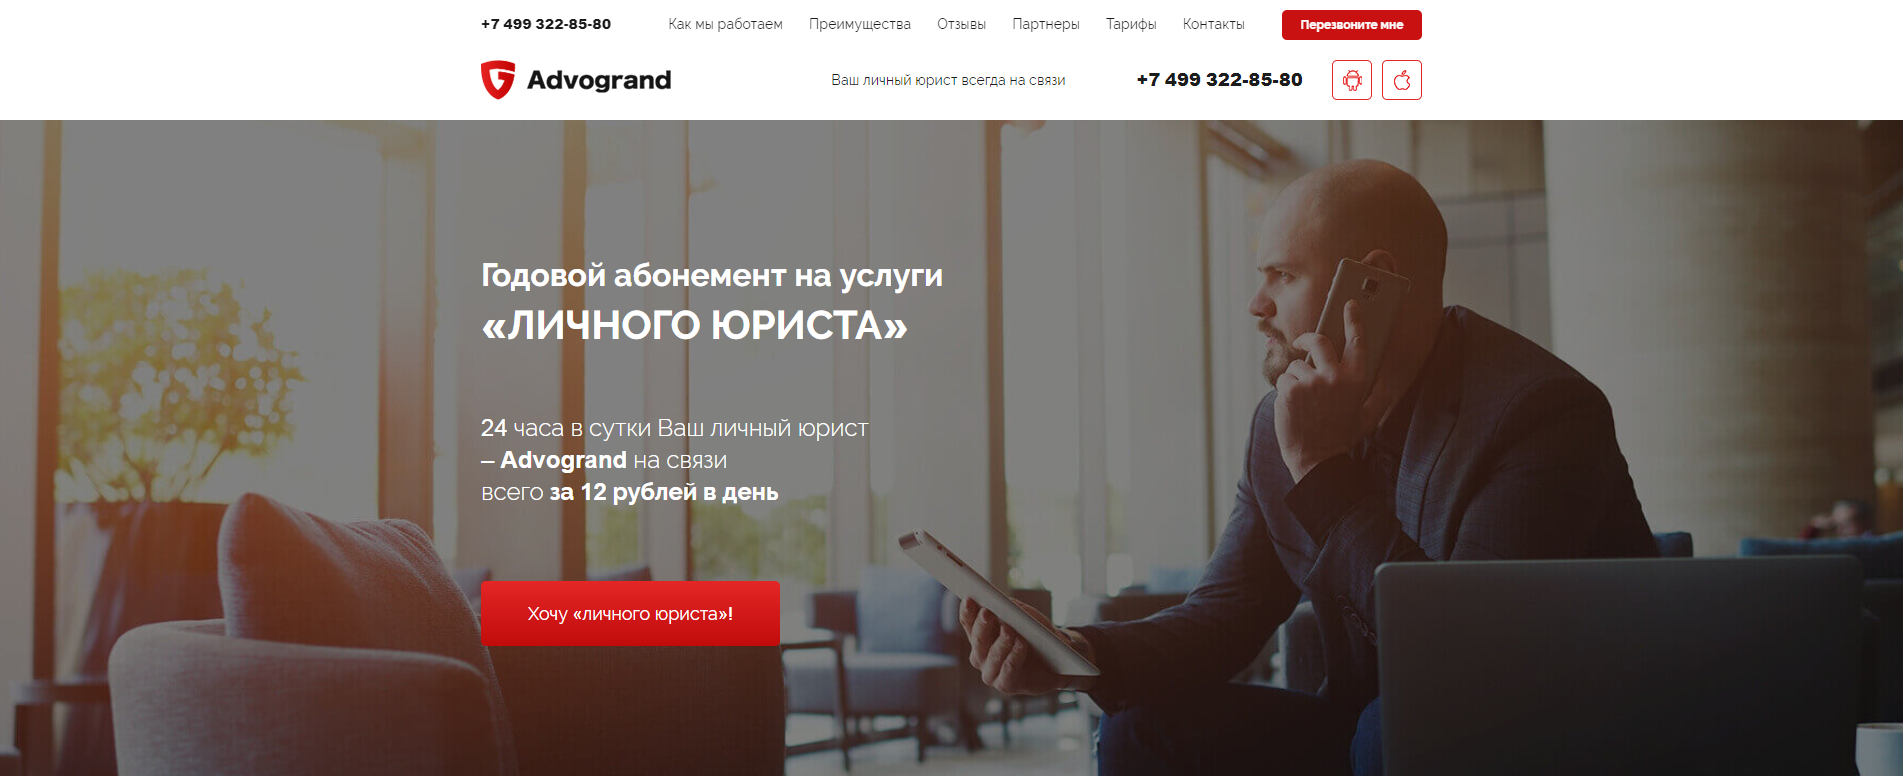 +7 499 322-85-80
Как мы работаем
Преимущества
Отзывы
Партнеры
Тарифы
Контакты
Перезвоните мне
Advogrand
Ваш личный юрист всегда на связи
+7 499 322-85-80
Годовой абонемент на услуги
«ЛИЧНОГО ЮРИСТА»
24 часа в сутки Ваш личный юрист
– Advogrand на связи
всего за 12 рублей в день
Хочу «личного юриста»!